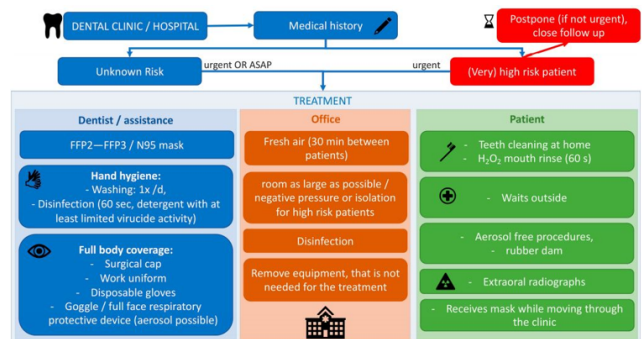 DENTAL CLINIC / HOSPITAL
Medical history
Postpone (if not urgent),
close follow up
Unknown Risk
urgent OR ASAP
urgent
(Very) high risk patient
TREATMENT
Dentist / assistance
FFP2—FFP3 / N95 mask
Hand hygiene:
- Washing: 1x /d,
- Disinfection (60 sec, detergent with at
least limited virucide activity)
Full body coverage:
- Surgical cap
- Work uniform
- Disposable gloves
- Goggle / full face respiratory
protective device (aerosol possible)
Office
Fresh air (30 min between
patients)
room as large as possible /
negative pressure or isolation
for high risk patients
Disinfection
Remove equipment, that is not
needed for the treatment
Patient
- Teeth cleaning at home
- H₂O₂ mouth rinse (60 s)
- Waits outside
- Aerosol free procedures,
- rubber dam
- Extraoral radiographs
- Receives mask while moving through
the clinic